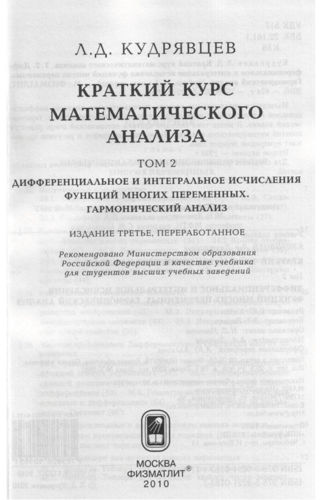 Л.Д. КУДРЯВЦЕВ
КРАТКИЙ КУРС
МАТЕМАТИЧЕСКОГО
АНАЛИЗА
ТОМ 2
ДИФФЕРЕНЦИАЛЬНОЕ И ИНТЕГРАЛЬНОЕ ИСЧИСЛЕНИЯ
ФУНКЦИЙ МНОГИХ ПЕРЕМЕННЫХ.
ГАРМОНИЧЕСКИЙ АНАЛИЗ
ИЗДАНИЕ ТРЕТЬЕ, ПЕРЕРАБОТАННОЕ
Рекомендовано Министерством образования
Российской Федерации в качестве учебника
для студентов высших учебных заведений
МОСКВА
ФИЗМАТЛИТ®
2010